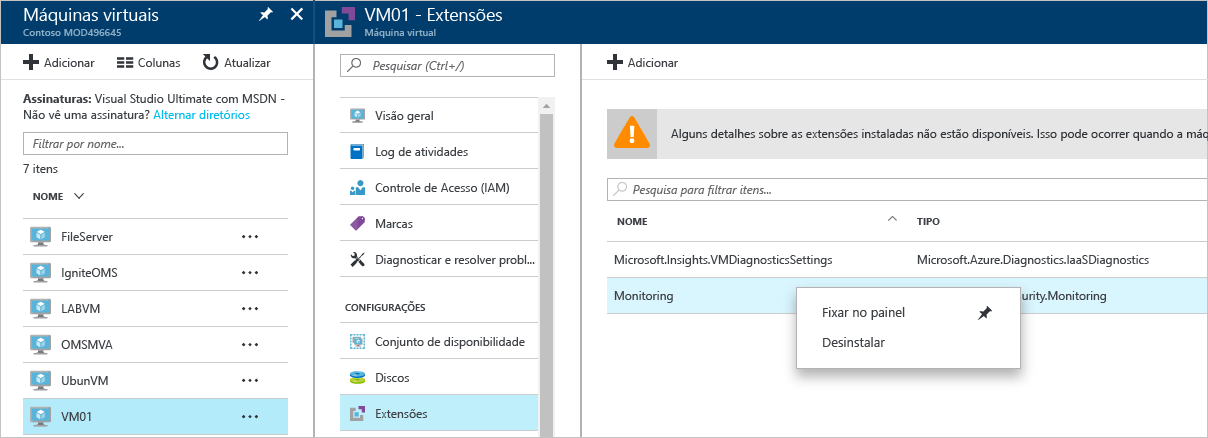 Máquinas virtuais
Contoso MOD496645
Adicionar
Colunas
Atualizar
Assinaturas: Visual Studio Ultimate com MSDN -
Não vê uma assinatura? Alternar diretórios
Filtrar por nome...
7 itens
NOME
FileServer
IgniteOMS
LABVM
OMSMVA
UbunVM
VM01
VM01 - Extensões
Máquina virtual
Pesquisar (Ctrl+/)
Visão geral
Log de atividades
Controle de Acesso (IAM)
Marcas
Diagnosticar e resolver probl...
CONFIGURAÇÕES
Conjunto de disponibilidade
Discos
Extensões
Adicionar
Alguns detalhes sobre as extensões instaladas não estão disponíveis. Isso pode ocorrer quando a máq
Pesquisa para filtrar itens...
NOME TIPO
Microsoft.Insights.VMDiagnosticsSettings Microsoft.Azure.Diagnostics.IaaSDiagnostics
Monitoring urity.Monitoring
Fixar no painel
Desinstalar